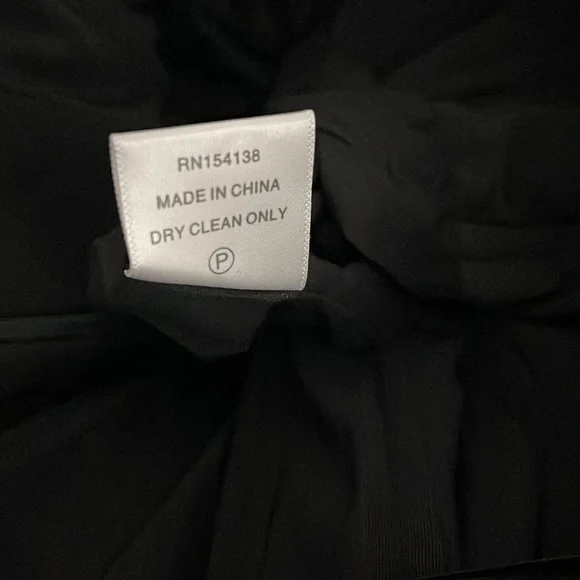 RN154138
MADE IN CHINA
DRY CLEAN ONLY
P